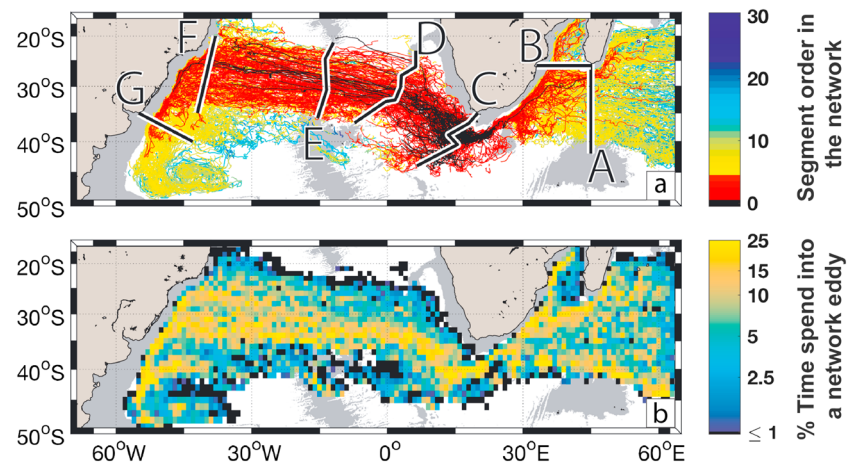 20°S
30°S
40°S
50°S
F
G
E
D
C
B
A
a
30
20
10
0
Segment order in
the network
20°S
30°S
40°S
50°S
60°W
30°W
0°
30°E
60°E
b
25
15
10
5
2.5
≤ 1
% Time spend into
a network eddy